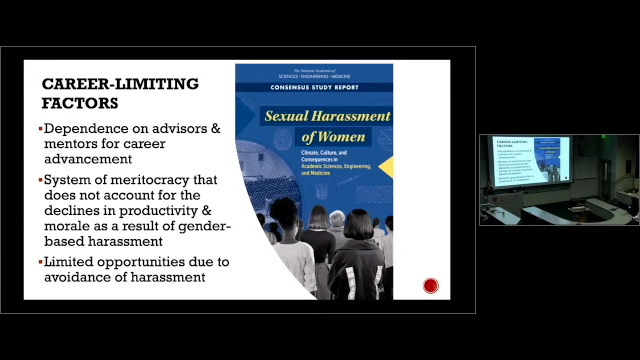 CAREER-LIMITING
FACTORS
▪Dependence on advisors &
mentors for career
advancement
▪System of meritocracy that
does not account for the
declines in productivity &
morale as a result of gender-
based harassment
▪Limited opportunities due to
avoidance of harassment
The National Academies of
SCIENCES • ENGINEERING • MEDICINE
CONSENSUS STUDY REPORT
Sexual Harassment
of Women
Climate, Culture, and
Consequences in
Academic Sciences, Engineering,
and Medicine
CAREER-LIMITING
FACTORS